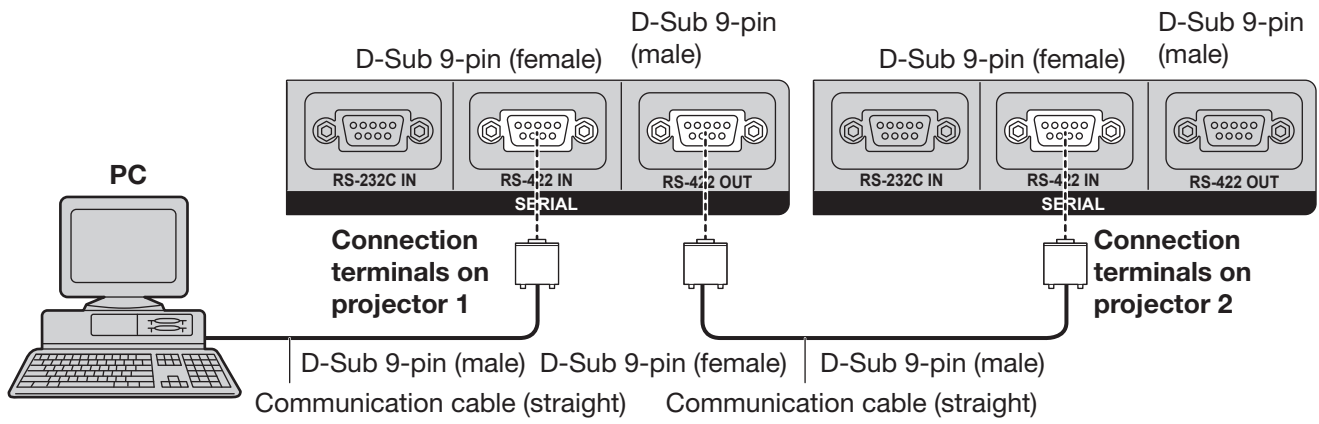 D-Sub 9-pin
(male)
D-Sub 9-pin (female)
D-Sub 9-pin
(male)
D-Sub 9-pin (female)
RS-232C IN
RS-422 IN
RS-422 OUT
SERIAL
RS-232C IN
RS-422 IN
RS-422 OUT
SERIAL
PC
Connection
terminals on
projector 1
Connection
terminals on
projector 2
D-Sub 9-pin (male)
D-Sub 9-pin (female)
D-Sub 9-pin (male)
Communication cable (straight)
Communication cable (straight)